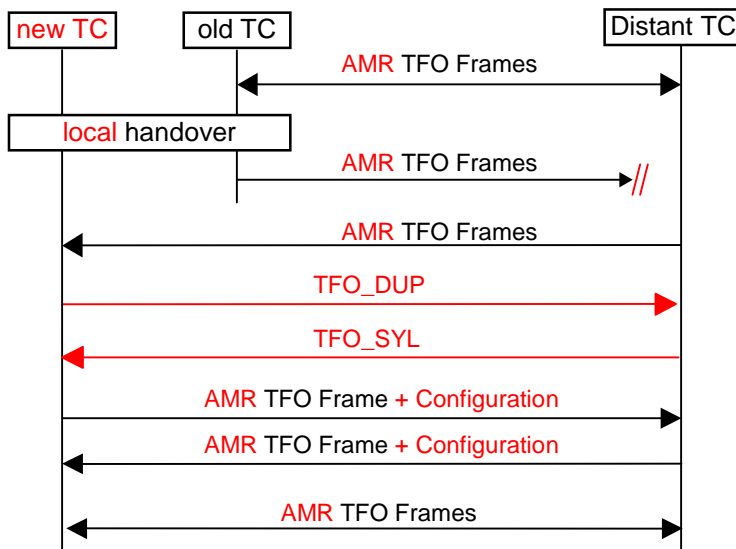 new TC
old TC
Distant TC
AMR TFO Frames
local handover
AMR TFO Frames
//
AMR TFO Frames
TFO_DUP
TFO_SYL
AMR TFO Frame + Configuration
AMR TFO Frame + Configuration
AMR TFO Frames